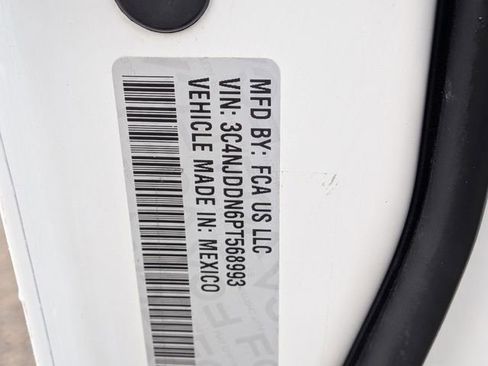 MFD BY: FCA US LLC
VIN: 3C4NJDDN6PT568993
VEHICLE MADE IN: MEXICO